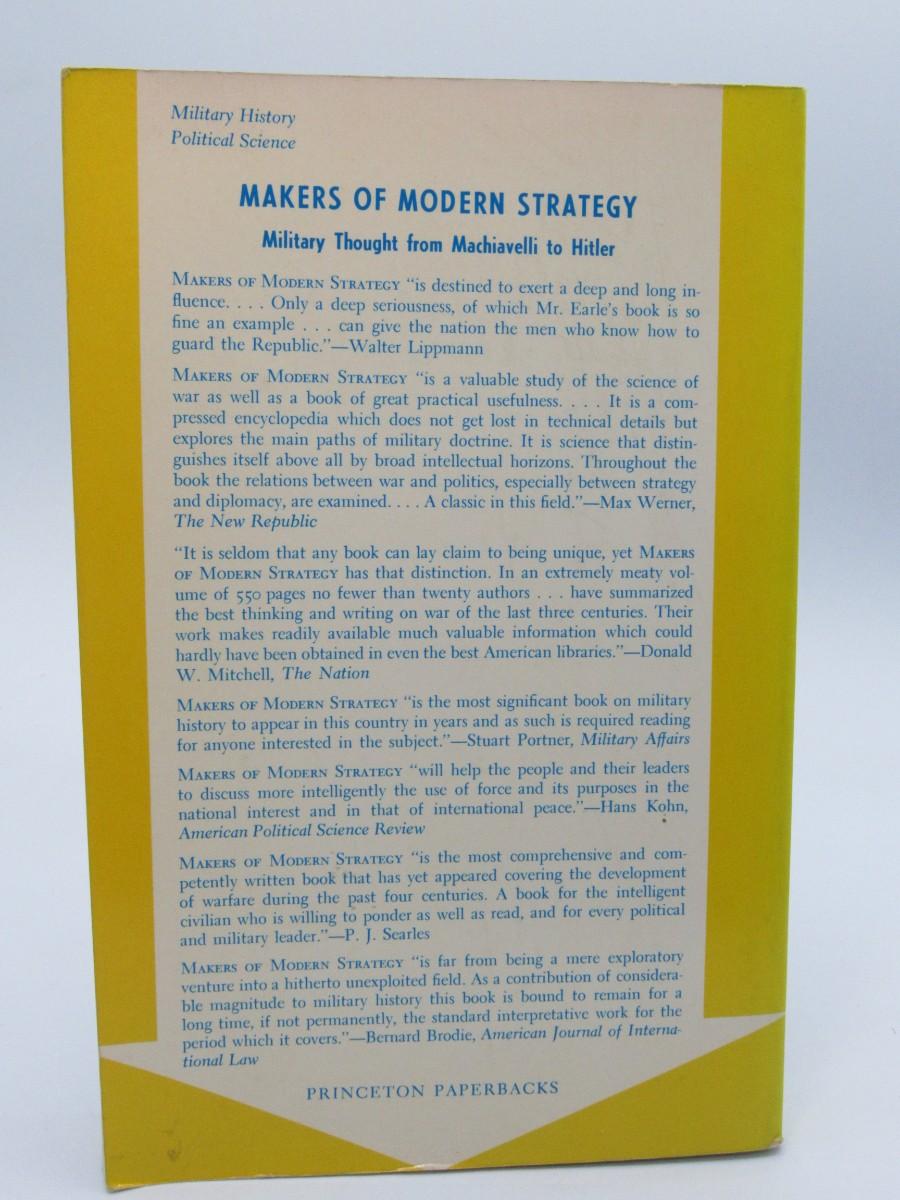 Military History
Political Science
MAKERS OF MODERN STRATEGY
Military Thought from Machiavelli to Hitler
MAKERS OF MODERN STRATEGY “is destined to exert a deep and long in-
fluence. . . . Only a deep seriousness, of which Mr. Earle's book is so
fine an example . . . can give the nation the men who know how to
guard the Republic.”—Walter Lippmann
MAKERS OF MODERN STRATEGY “is a valuable study of the science of
war as well as a book of great practical usefulness. . . . It is a com-
pressed encyclopedia which does not get lost in technical details but
explores the main paths of military doctrine. It is science that distin-
guishes itself above all by broad intellectual horizons. Throughout the
book the relations between war and politics, especially between strategy
and diplomacy, are examined. . . . A classic in this field.”—Max Werner,
The New Republic
“It is seldom that any book can lay claim to being unique, yet MAKERS
OF MODERN STRATEGY has that distinction. In an extremely meaty vol-
ume of 550 pages no fewer than twenty authors . . . have summarized
the best thinking and writing on war of the last three centuries. Their
work makes readily available much valuable information which could
hardly have been obtained in even the best American libraries.”—Donald
W. Mitchell, The Nation
MAKERS OF MODERN STRATEGY “is the most significant book on military
history to appear in this country in years and as such is required reading
for anyone interested in the subject.”—Stuart Portner, Military Affairs
MAKERS OF MODERN STRATEGY “will help the people and their leaders
to discuss more intelligently the use of force and its purposes in the
national interest and in that of international peace.”—Hans Kohn,
American Political Science Review
MAKERS OF MODERN STRATEGY “is the most comprehensive and com-
petently written book that has yet appeared covering the development
of warfare during the past four centuries. A book for the intelligent
civilian who is willing to ponder as well as read, and for every political
and military leader.”—P. J. Searles
MAKERS OF MODERN STRATEGY “is far from being a mere exploratory
venture into a hitherto unexploited field. As a contribution of considera-
ble magnitude to military history this book is bound to remain for a
long time, if not permanently, the standard interpretative work for the
period which it covers.”—Bernard Brodie, American Journal of Interna-
tional Law
PRINCETON PAPERBACKS